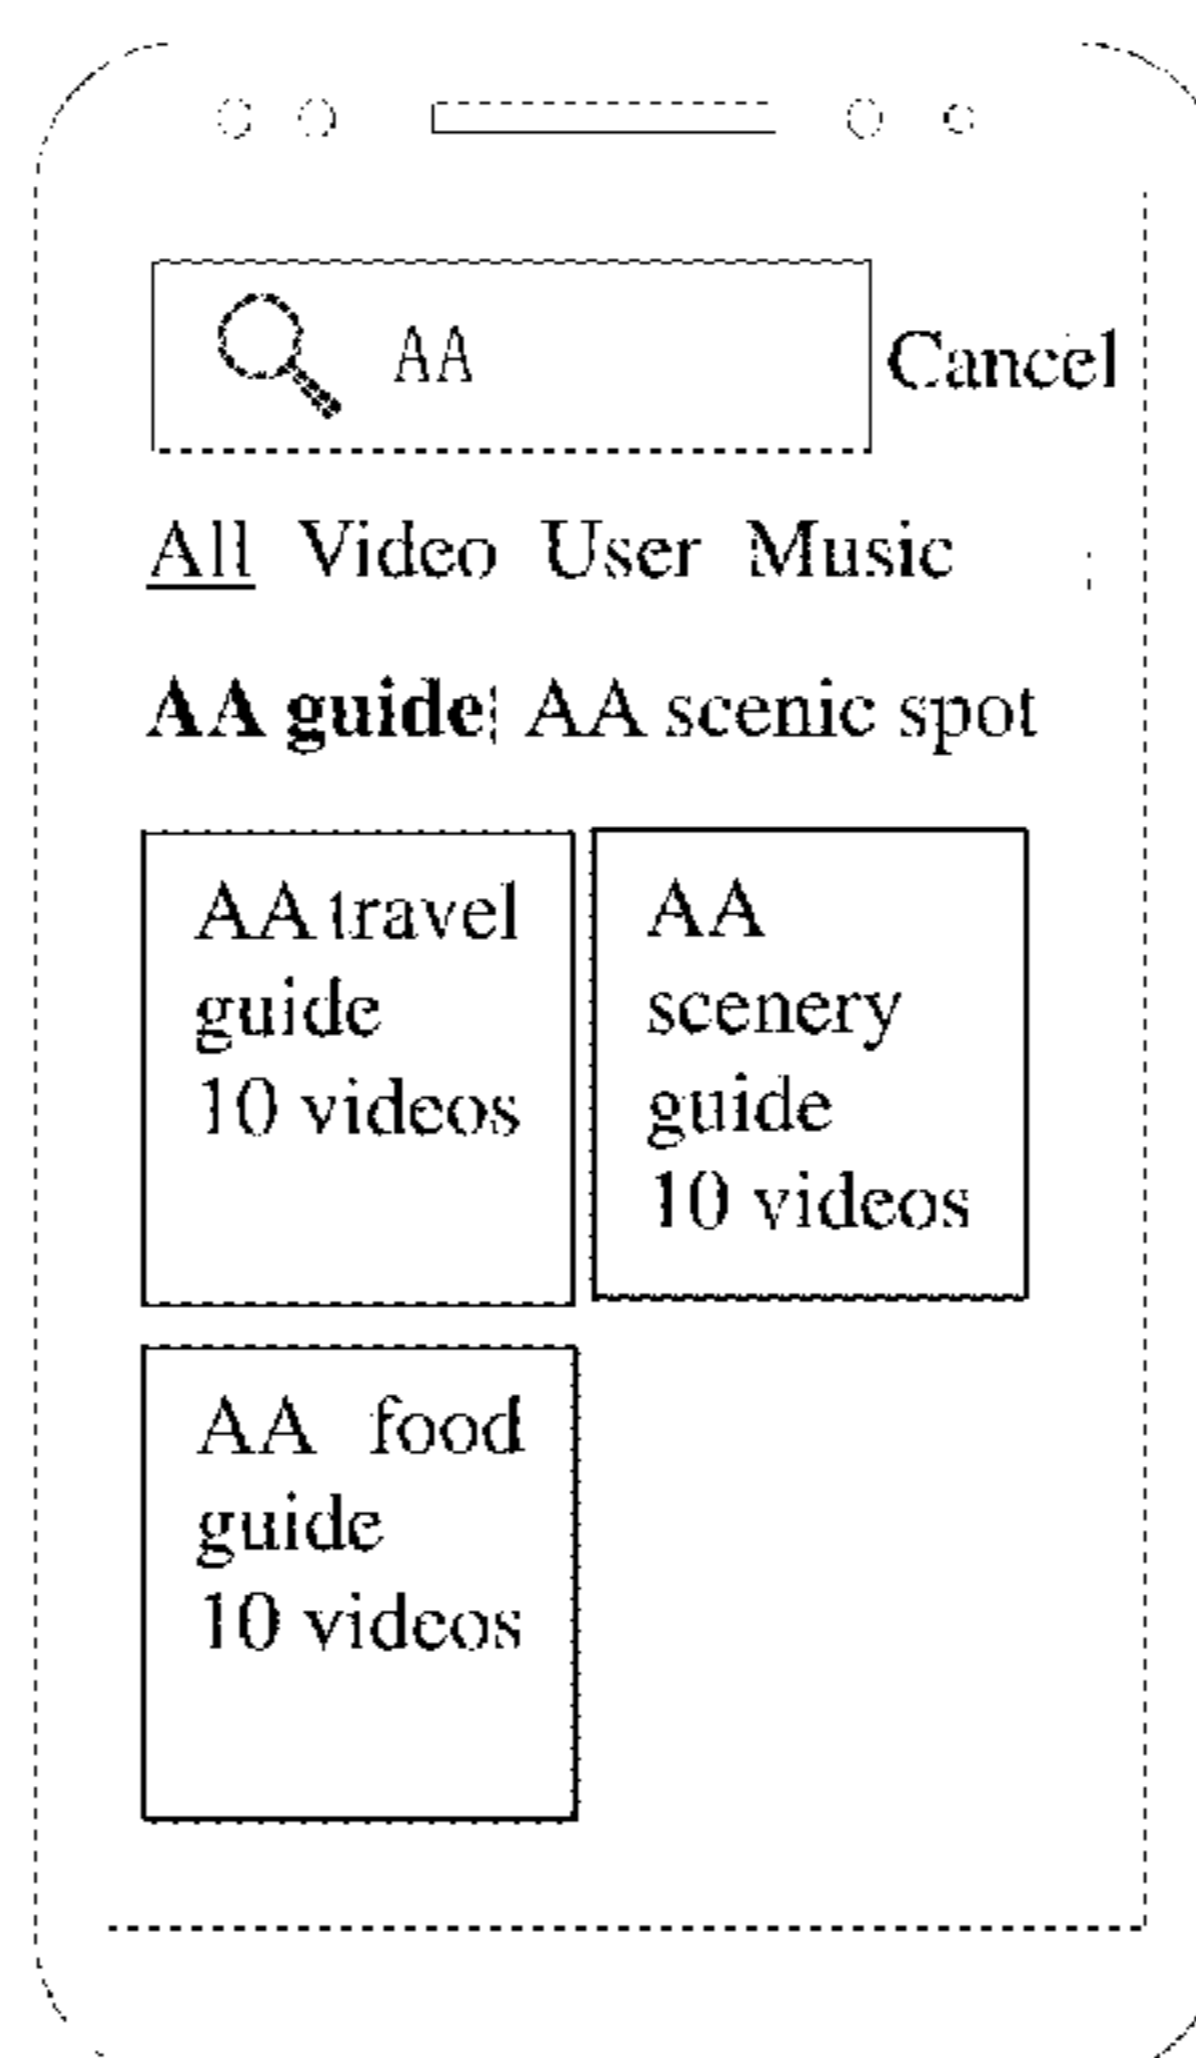 AA Cancel
All Video User Music
AA guide AA scenic spot
AA travel
guide
10 videos
AA
scenery
guide
10 videos
AA food
guide
10 videos